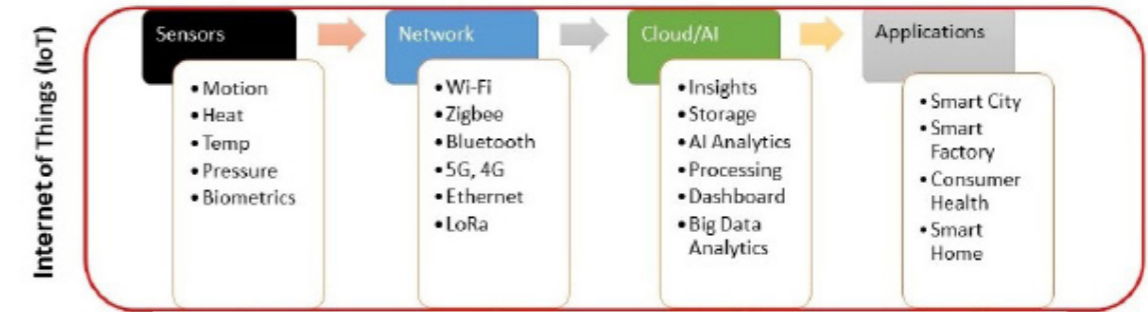 Internet of Things (IoT)
Sensors
• Motion
• Heat
• Temp
• Pressure
• Biometrics
Network
• Wi-Fi
• Zigbee
• Bluetooth
• 5G, 4G
• Ethernet
• LoRa
Cloud/AI
• Insights
• Storage
• AI Analytics
• Processing
• Dashboard
• Big Data
Analytics
Applications
• Smart City
• Smart
Factory
• Consumer
Health
• Smart
Home